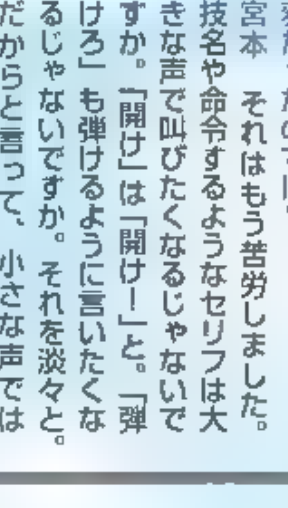 宮本　それはもう苦労しました。
技名や命令するようなセリフは大
きな声で叫びたくなるじゃないで
すか。「開け」は「開けー」と。「弾
けろ」も弾けるように言いたくな
るじゃないですか。それを淡々と。
だからと言って、小さな声では